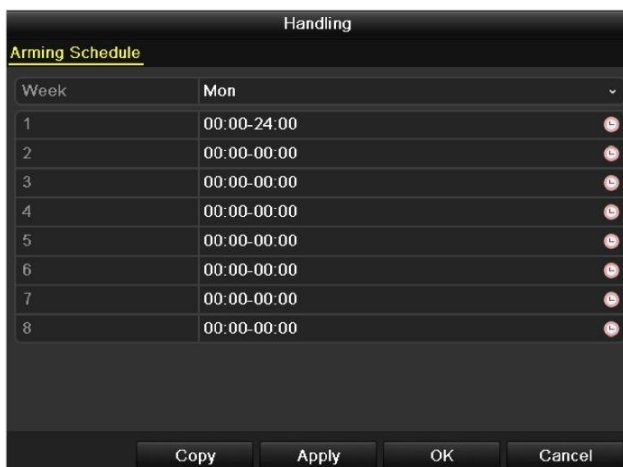 Handling
Arming Schedule
Week Mon
1 00:00-24:00
2 00:00-00:00
3 00:00-00:00
4 00:00-00:00
5 00:00-00:00
6 00:00-00:00
7 00:00-00:00
8 00:00-00:00
Copy Apply OK Cancel